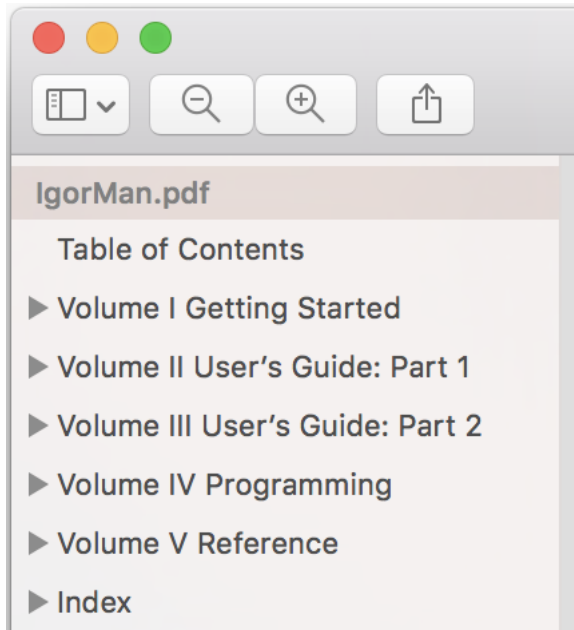 IgorMan.pdf
Table of Contents
Volume I Getting Started
Volume II User's Guide: Part 1
Volume III User's Guide: Part 2
Volume IV Programming
Volume V Reference
Index